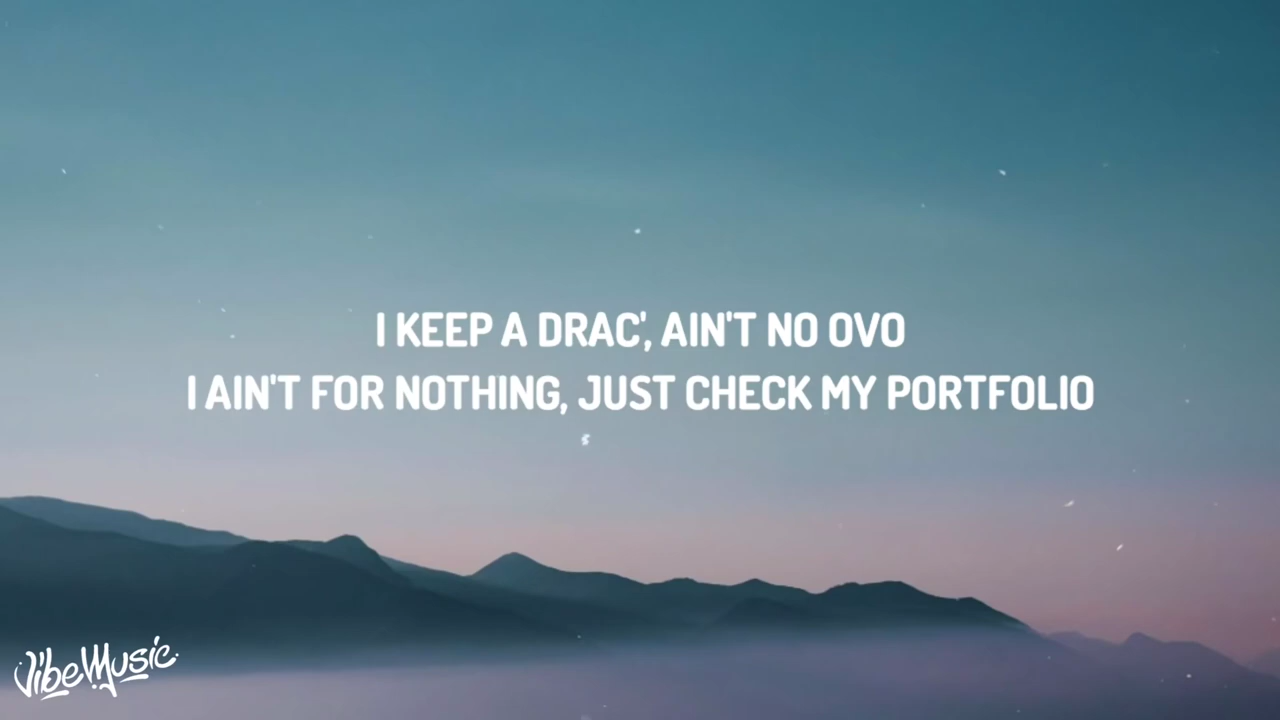 I KEEP A DRAC', AIN'T NO OVO
I AIN'T FOR NOTHING, JUST CHECK MY PORTFOLIO
VibeMusic